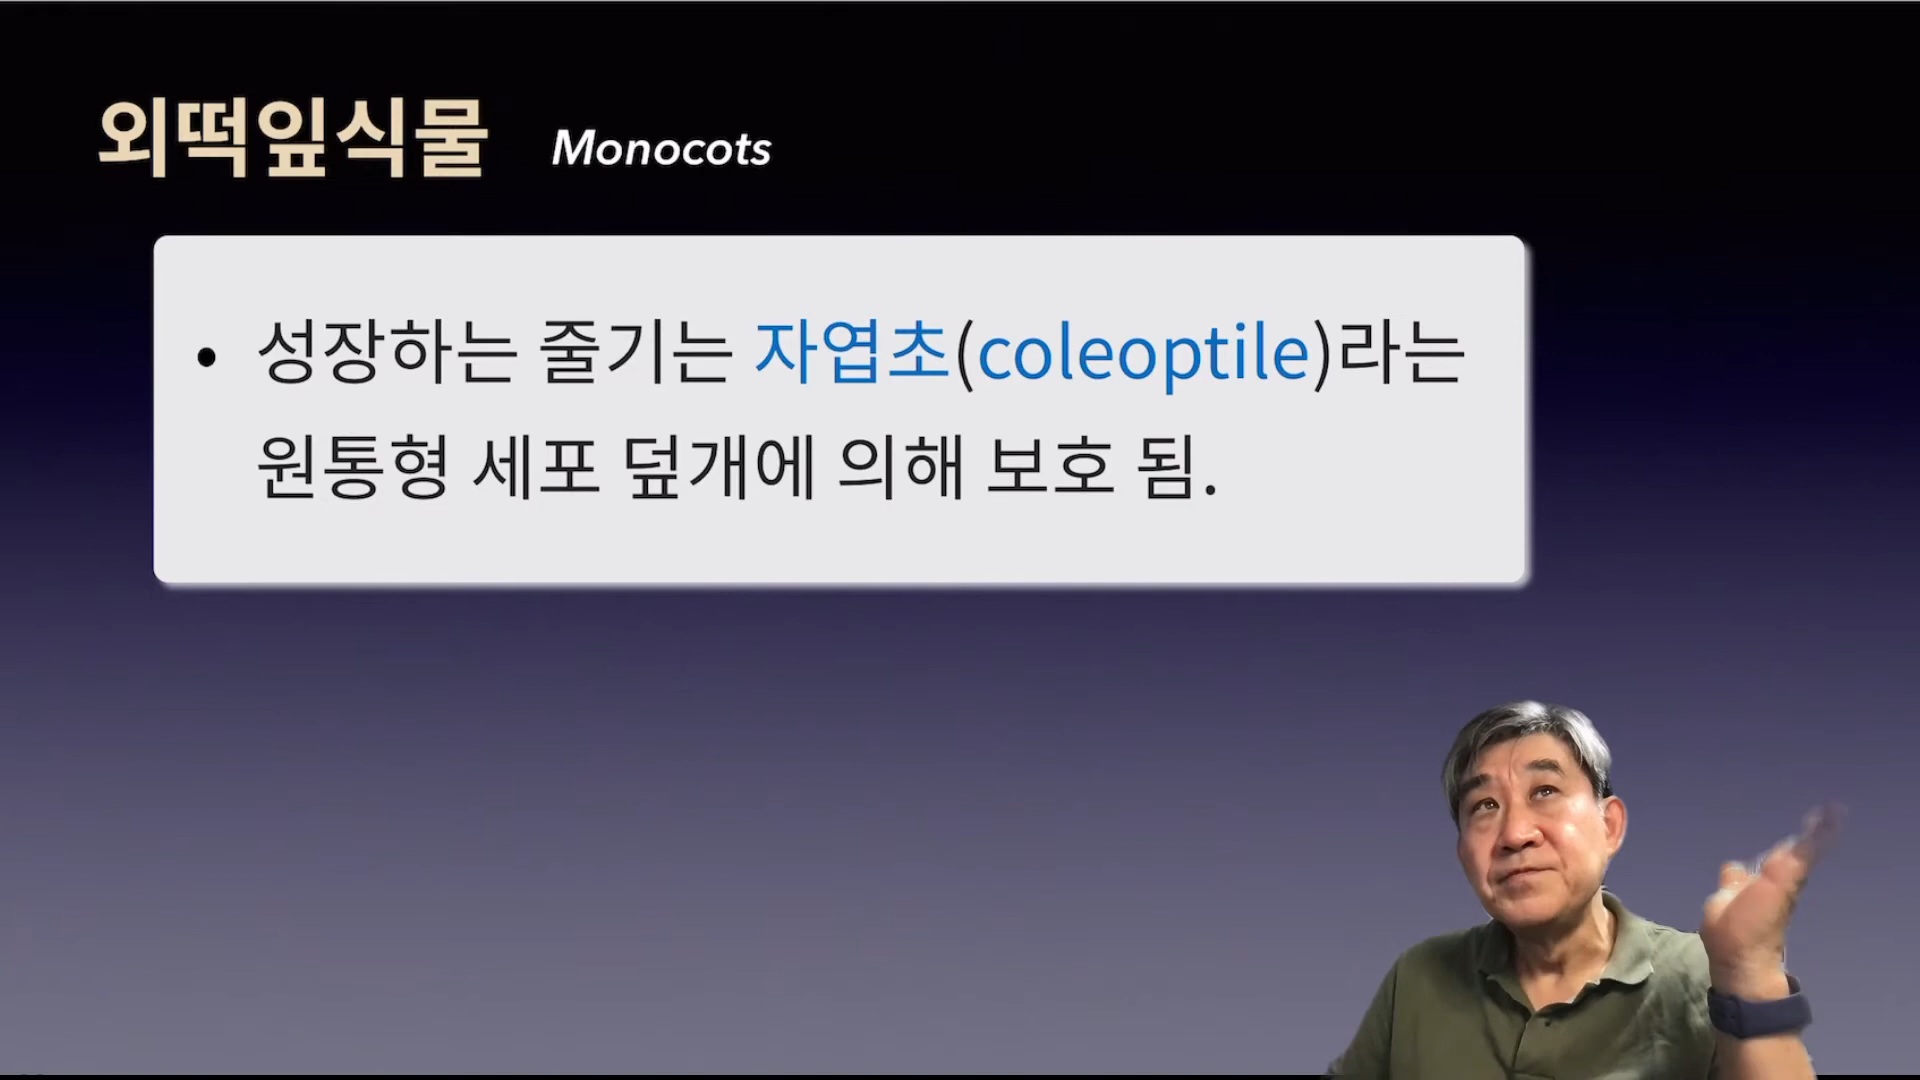 외떡잎식물 Monocots
• 성장하는 줄기는 자엽초(coleoptile)라는
원통형 세포 덮개에 의해 보호 됨.